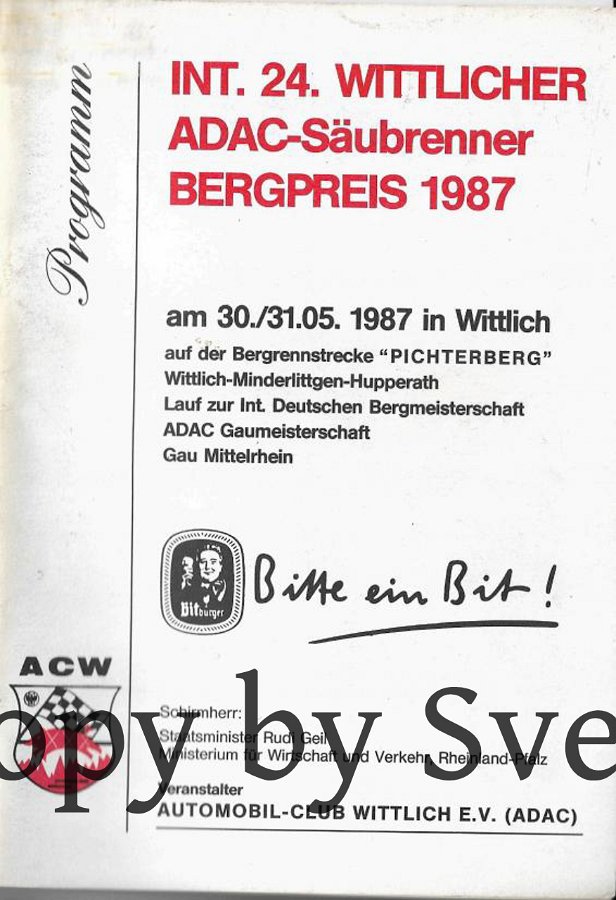 Programm
INT. 24. WITTLICHER
ADAC-Säubrenner
BERGPREIS 1987
am 30./31.05. 1987 in Wittlich
auf der Bergrennstrecke “PICHTERBERG”
Wittlich-Minderlittgen-Hupperath
Lauf zur Int. Deutschen Bergmeisterschaft
ADAC Gaumeisterschaft
Gau Mittelrhein
Bitburger
Bitte ein Bit!
ACW
Schirmherr:
Staatsminister Rudi Geil
Ministerium für Wirtschaft und Verkehr, Rheinland-Pfalz
opy by Sve
Veranstalter
AUTOMOBIL-CLUB WITTLICH E.V. (ADAC)